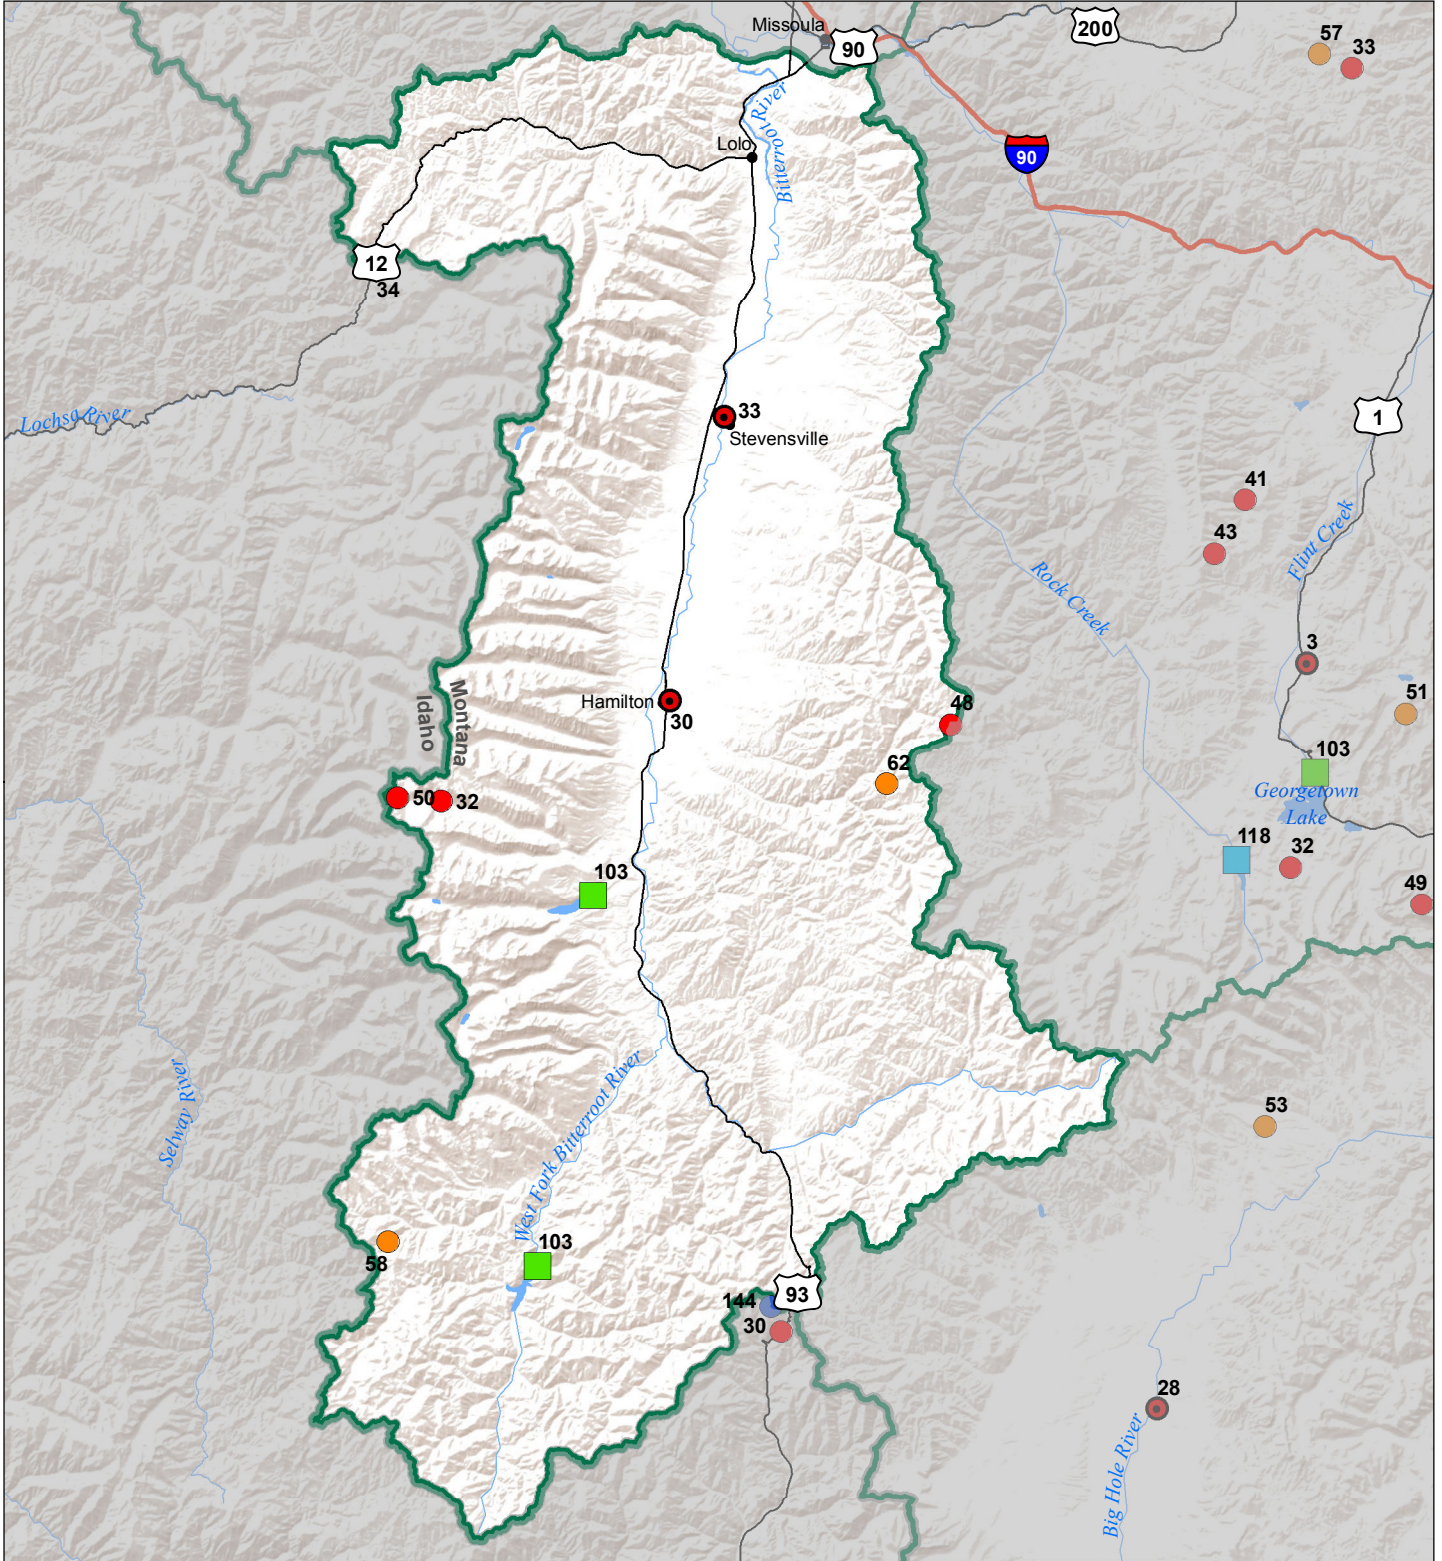 Missoula
90
200
57
33
Bitterroot River
Lolo
Bitterroot River
90
12
34
Lochsa River
1
33
Stevensville
41
43
Flint Creek
Rock Creek
3
Montana
Idaho
Hamilton
30
48
51
62
103
Georgetown
Lake
50
32
118
32
103
49
Selway River
West Fork Bitterroot River
53
103
58
144
93
30
28
Big Hole River